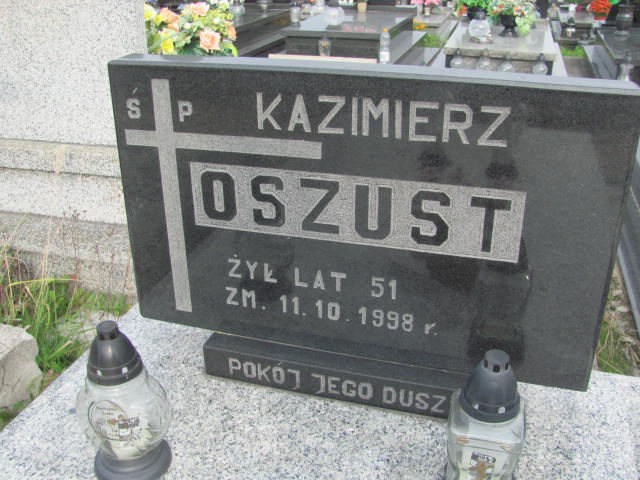 Ś P
KAZIMIERZ
OSZUST
ŻYŁ LAT 51
ZM. 11.10.1998 r.
POKÓJ JEGO DUSZ